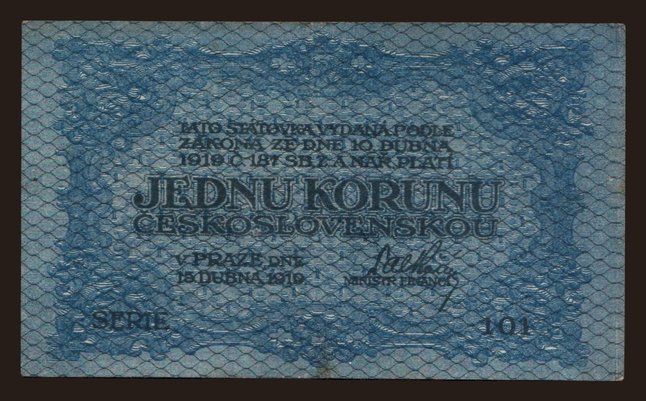 TATO STÁTOVKA VYDANÁ PODLE
ZÁKONA ZE DNE 10. DUBNA
1919 Č. 187 SB. Z. A NAŘ. PLATÍ
JEDNU KORUNU
ČESKOSLOVENSKOU
V PRAZE DNE
15. DUBNA 1919
MINISTR FINANCÍ
SERIE 101